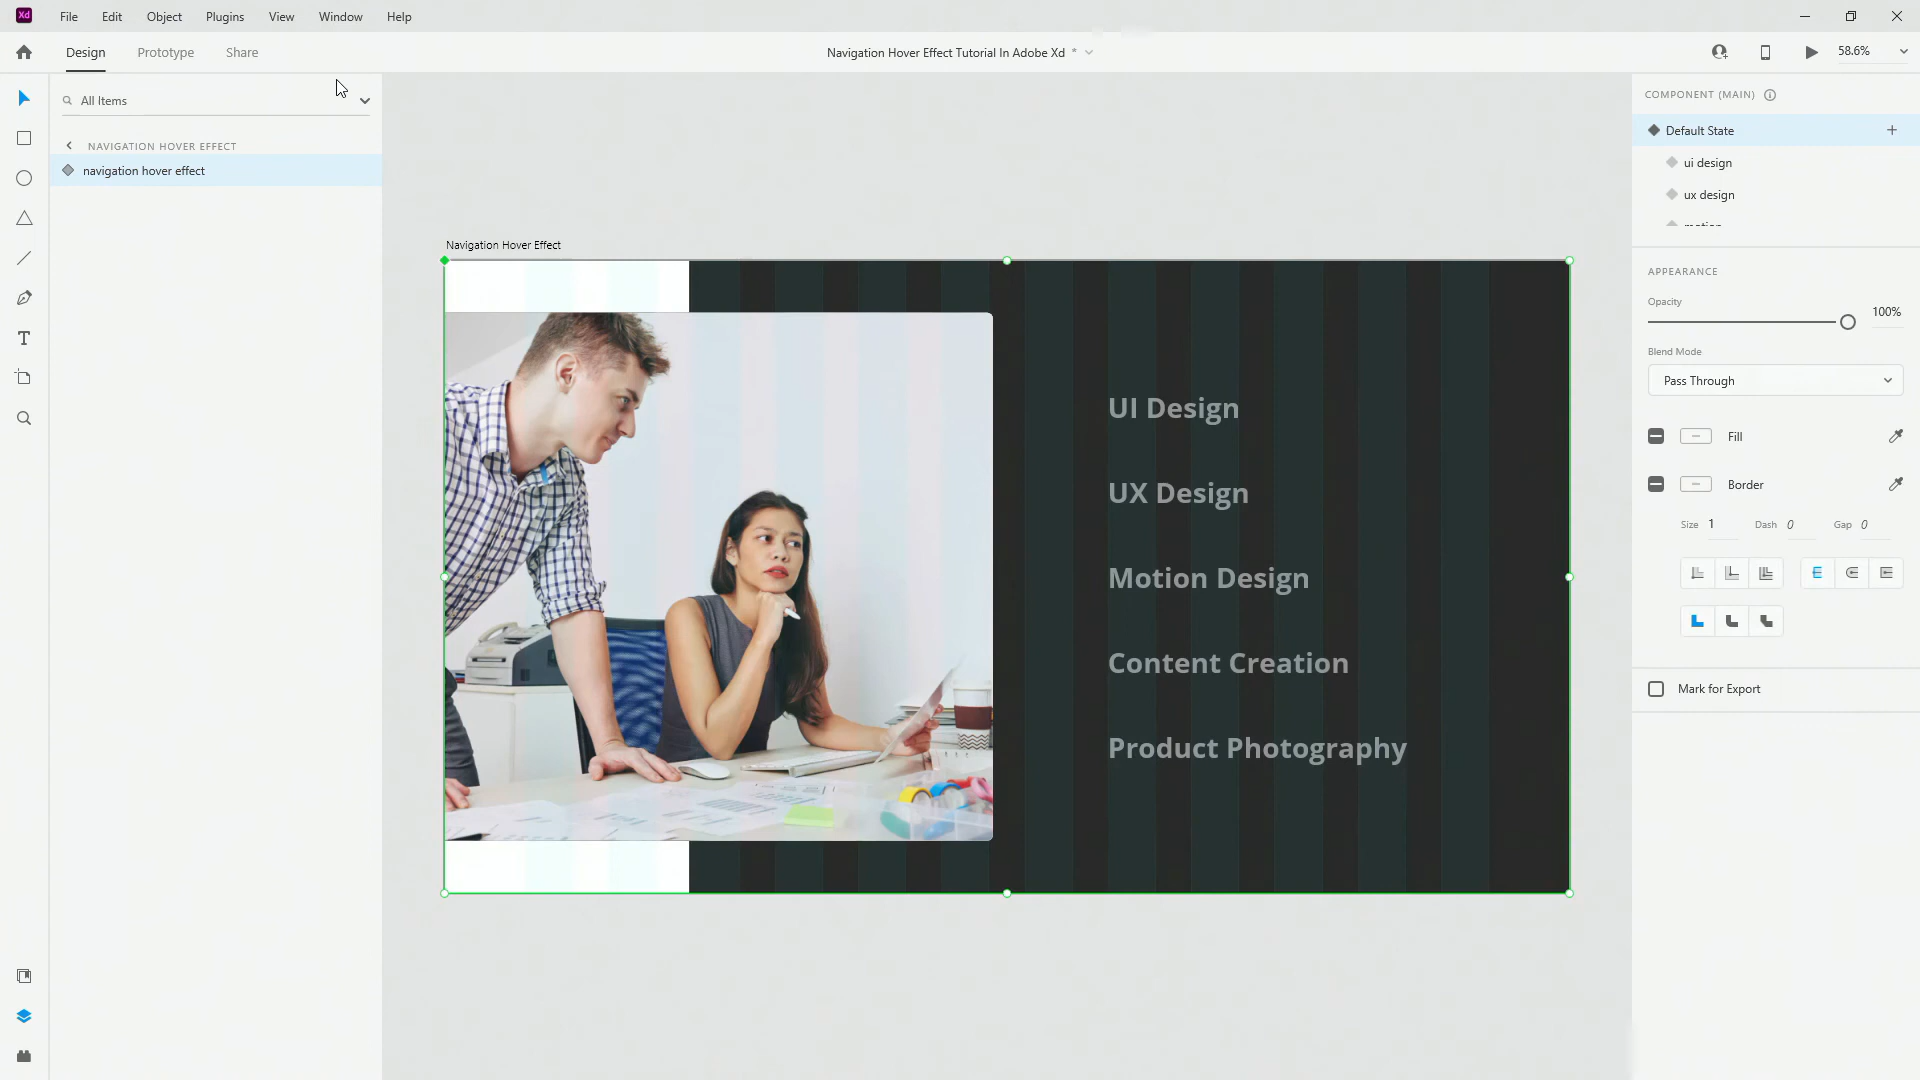 Xd File Edit Object Plugins View Window Help
Design Prototype Share
Navigation Hover Effect Tutorial In Adobe Xd *
58.6%
All Items
NAVIGATION HOVER EFFECT
navigation hover effect
Navigation Hover Effect
UI Design
UX Design
Motion Design
Content Creation
Product Photography
COMPONENT (MAIN)
Default State
ui design
ux design
motion
APPEARANCE
Opacity
100%
Blend Mode
Pass Through
Fill
Border
Size 1 Dash 0 Gap 0
Mark for Export